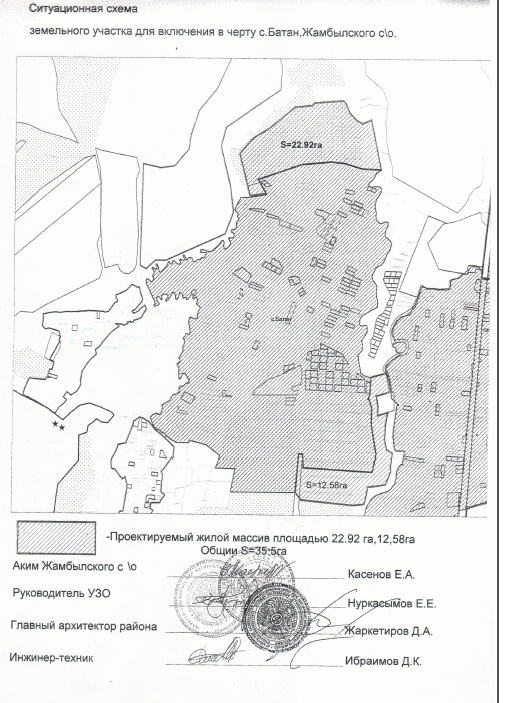 Ситуационная схема
земельного участка для включения в черту с.Батан,Жамбылского с\о.
S=22.92га
с.Батан
S=12.58га
-Проектируемый жилой массив площадью 22.92 га,12,58га
Общии S=35.5га
Аким Жамбылского с \о
Касенов Е.А.
Руководитель УЗО
Нуркасымов Е.Е.
Главный архитектор района
Жаркетиров Д.А.
Инжинер-техник
Ибраимов Д.К.